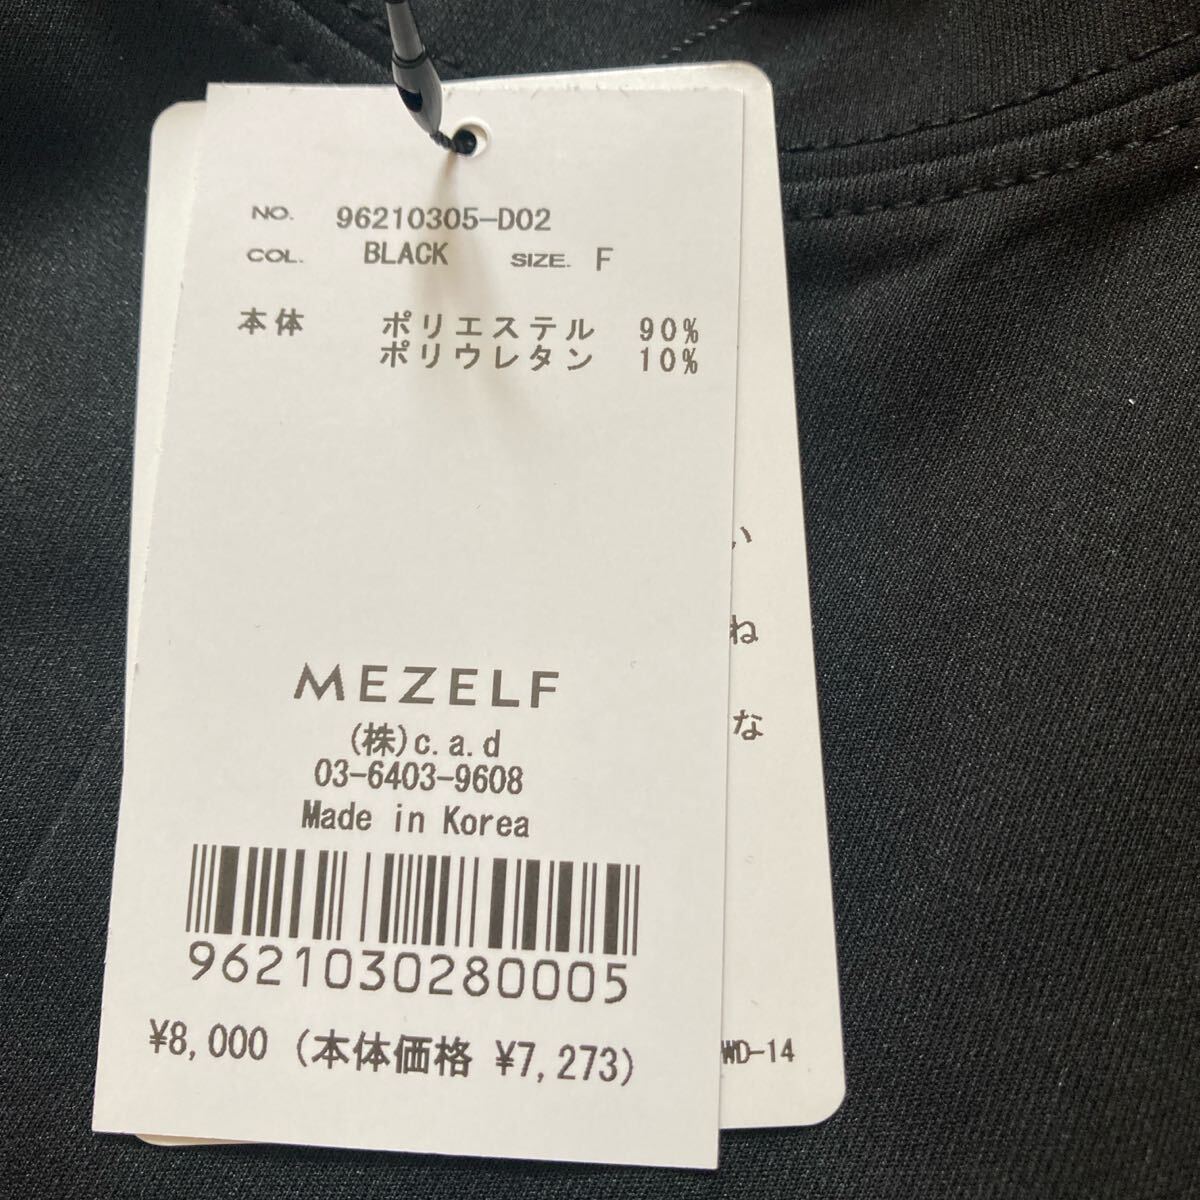 NO. 96210305-D02
COL. BLACK SIZE. F
本体 ポリエステル 90%
ポリウレタン 10%
い
ね
な
MEZELF
(株)c.a.d
03-6403-9608
Made in Korea
9621030280005
¥8,000 (本体価格 ¥7,273)
WD-14